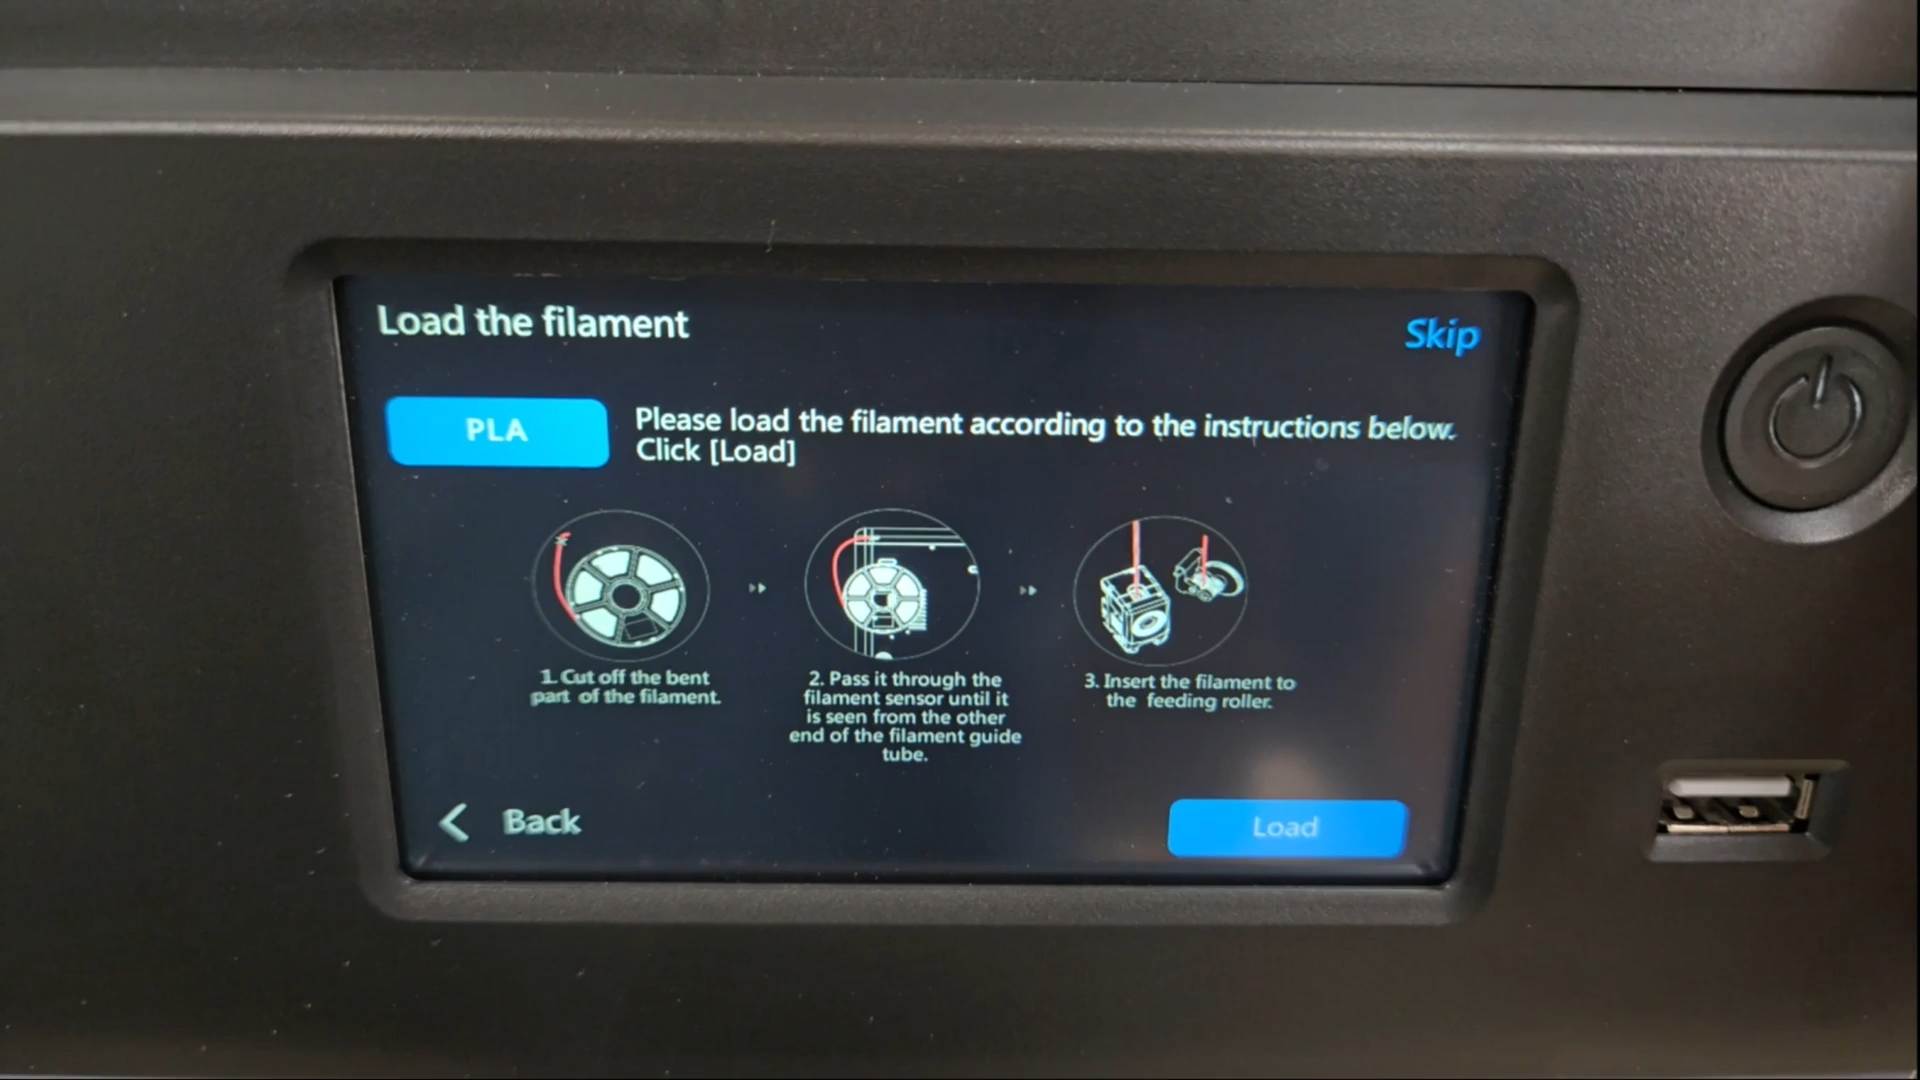 Load the filament
Skip
PLA
Please load the filament according to the instructions below.
Click [Load]
1. Cut off the bent
part of the filament.
2. Pass it through the
filament sensor until it
is seen from the other
end of the filament guide
tube.
3. Insert the filament to
the feeding roller.
Back
Load